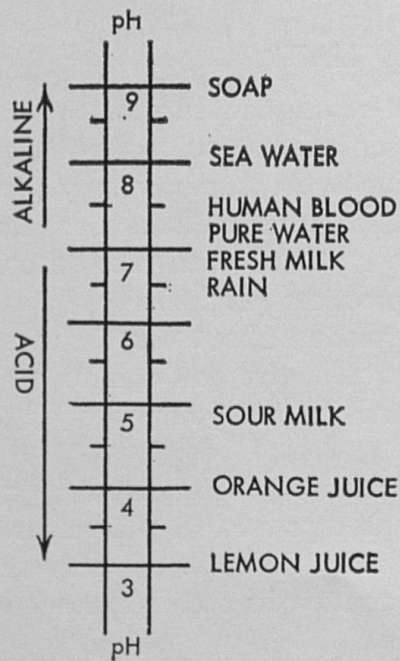 pH
9 SOAP
SEA WATER
8
HUMAN BLOOD
PURE WATER
7 FRESH MILK
RAIN
6
5 SOUR MILK
ORANGE JUICE
4
LEMON JUICE
3
pH
ALKALINE
ACID